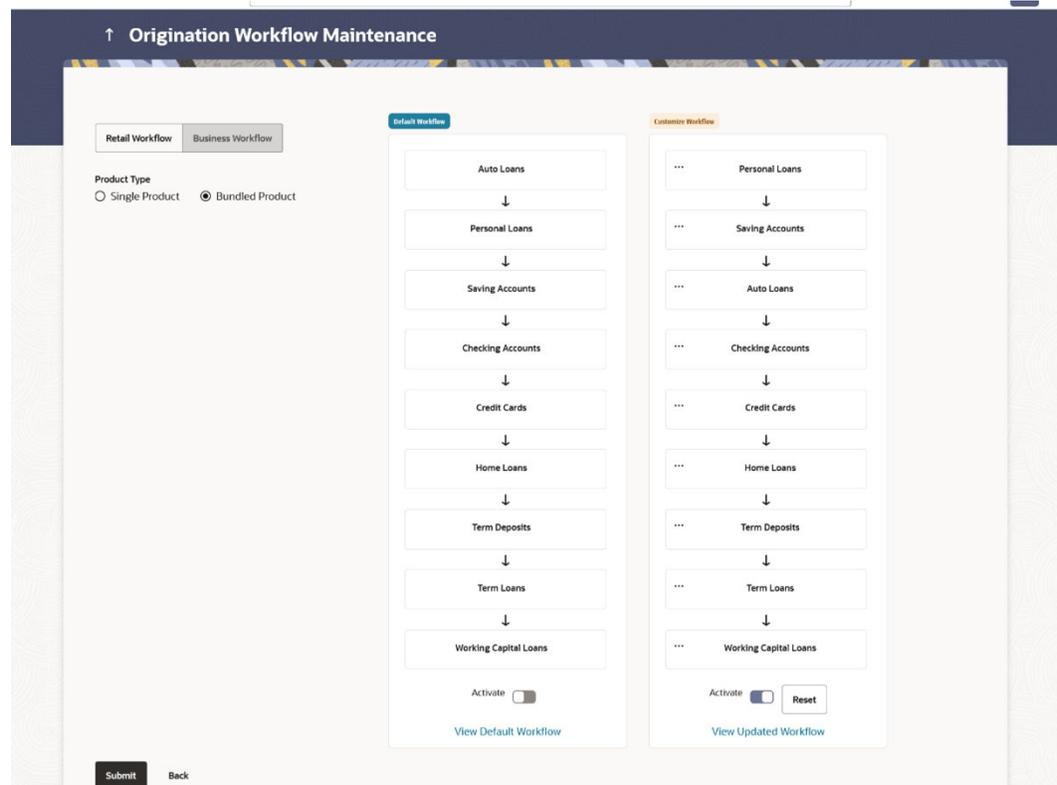 ↑ Origination Workflow Maintenance
Retail Workflow Business Workflow
Product Type
Single Product Bundled Product
Default Workflow
Auto Loans
↓
Personal Loans
↓
Saving Accounts
↓
Checking Accounts
↓
Credit Cards
↓
Home Loans
↓
Term Deposits
↓
Term Loans
↓
Working Capital Loans
Activate
View Default Workflow
Customize Workflow
... Personal Loans
↓
... Saving Accounts
↓
... Auto Loans
↓
... Checking Accounts
↓
... Credit Cards
↓
... Home Loans
↓
... Term Deposits
↓
... Term Loans
↓
... Working Capital Loans
Activate Reset
View Updated Workflow
Submit Back